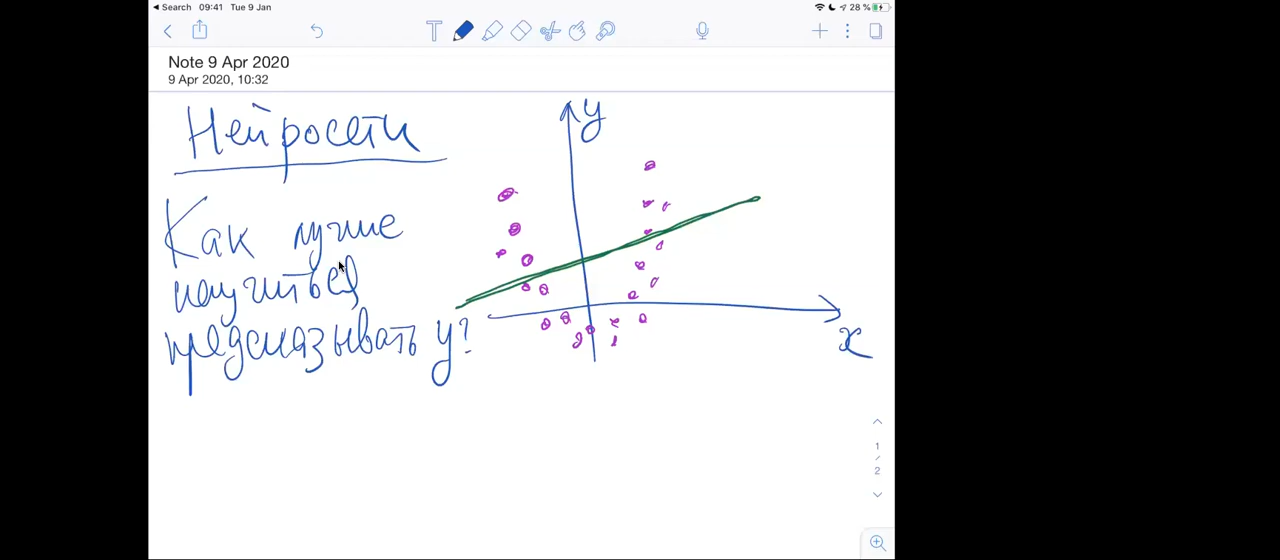 Search 09:41 Tue 9 Jan 28 %
T
Note 9 Apr 2020
9 Apr 2020, 10:32
Нейросети
Как лучше
научиться
предсказывать y?
y
x
1
/
2